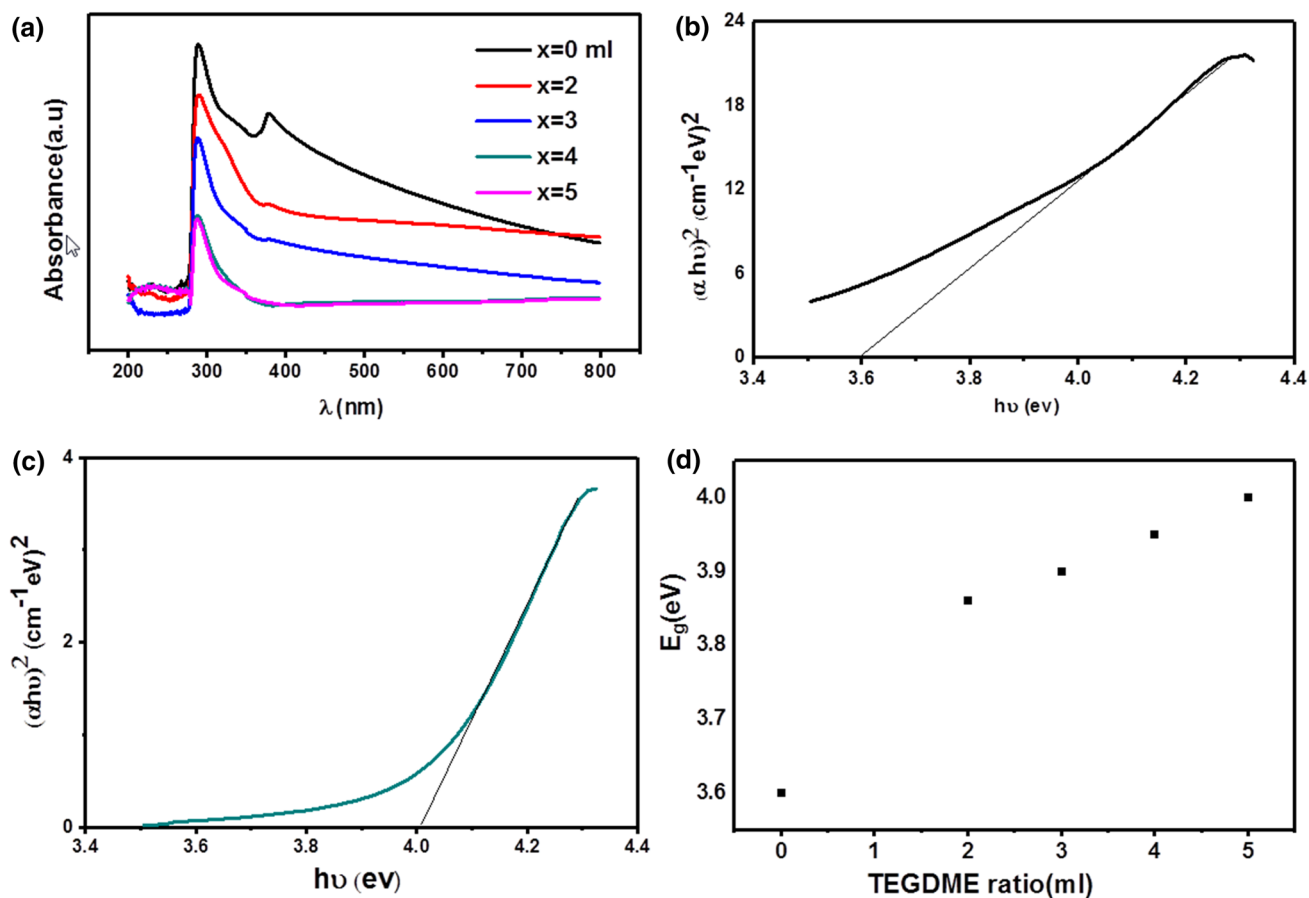 (a)
x=0 ml
x=2
x=3
x=4
x=5
Absorbance(a.u)
200 300 400 500 600 700 800
λ (nm)
(b)
24
18
12
6
0
(α hυ)² (cm⁻¹eV)²
3.4 3.6 3.8 4.0 4.2 4.4
hυ (ev)
(c)
4
2
0
(αhυ)² (cm⁻¹eV)²
3.4 3.6 3.8 4.0 4.2 4.4
hυ (ev)
(d)
4.0
3.9
3.8
3.7
3.6
E_g(eV)
0 1 2 3 4 5
TEGDME ratio(ml)